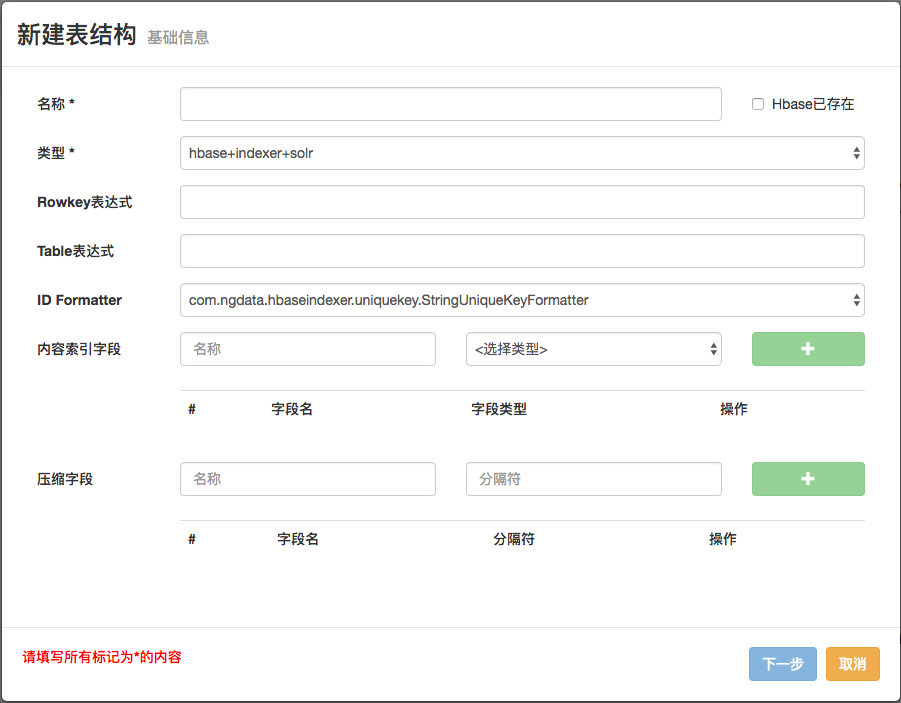 新建表结构 基础信息
名称 * Hbase已存在
类型 * hbase+indexer+solr
Rowkey表达式
Table表达式
ID Formatter com.ngdata.hbaseindexer.uniquekey.StringUniqueKeyFormatter
内容索引字段 名称 <选择类型> +
# 字段名 字段类型 操作
压缩字段 名称 分隔符 +
# 字段名 分隔符 操作
请填写所有标记为*的内容 下一步 取消